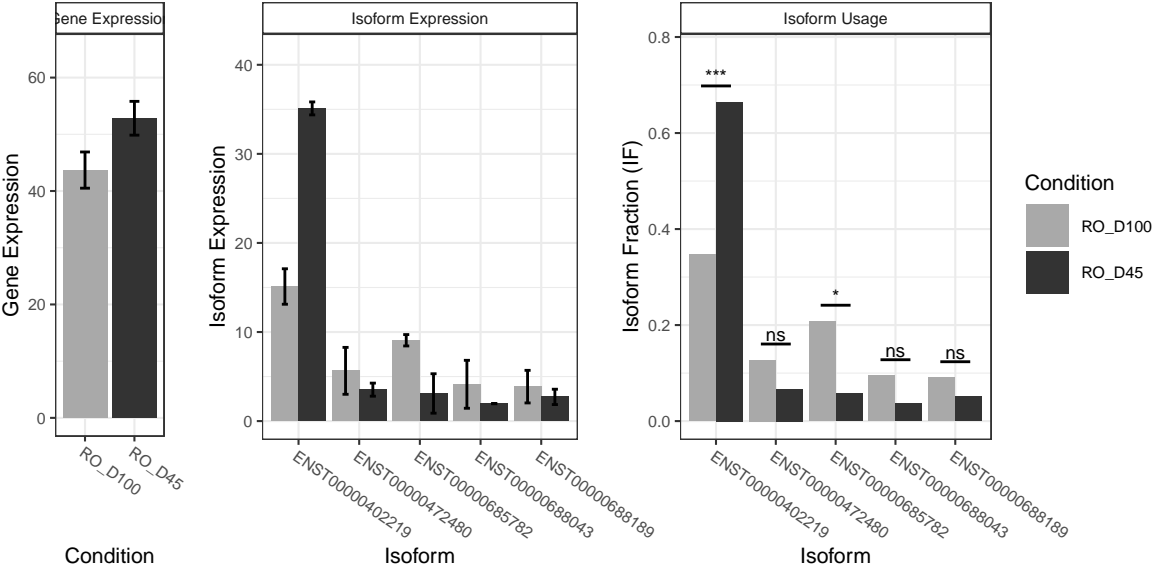 Gene Expression
Isoform Expression
Isoform Usage
Gene Expression
60
40
20
0
RO_D100
RO_D45
Condition
Isoform Expression
40
30
20
10
0
ENST00000402219
ENST00000472480
ENST00000685782
ENST00000688043
ENST00000688189
Isoform
Isoform Fraction (IF)
0.8
0.6
0.4
0.2
0.0
***
ns
*
ns
ns
ENST00000402219
ENST00000472480
ENST00000685782
ENST00000688043
ENST00000688189
Isoform
Condition
RO_D100
RO_D45